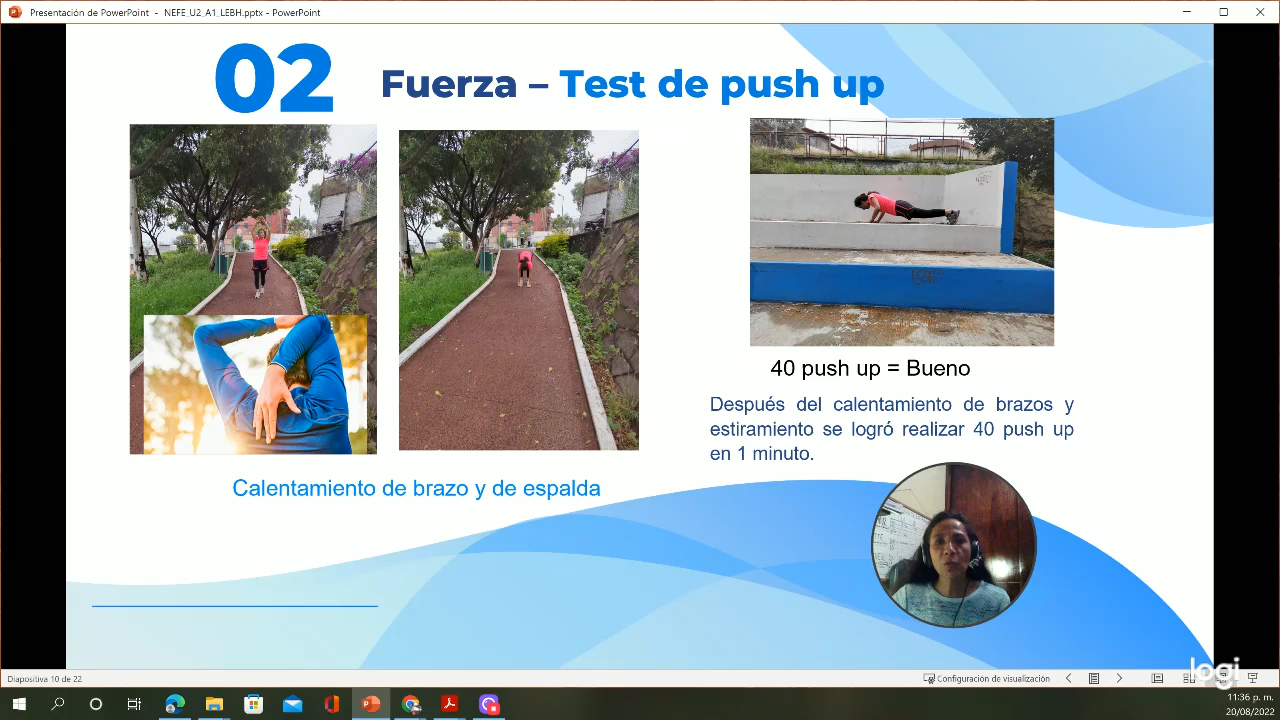 Presentación de PowerPoint - NEFE_U2_A1_LEBH.pptx - PowerPoint
02
Fuerza – Test de push up
40 push up = Bueno
Después del calentamiento de brazos y
estiramiento se logró realizar 40 push up
en 1 minuto.
Calentamiento de brazo y de espalda
logi
Diapositiva 10 de 22
Configuración de visualización
11:36 p. m.
20/08/2022